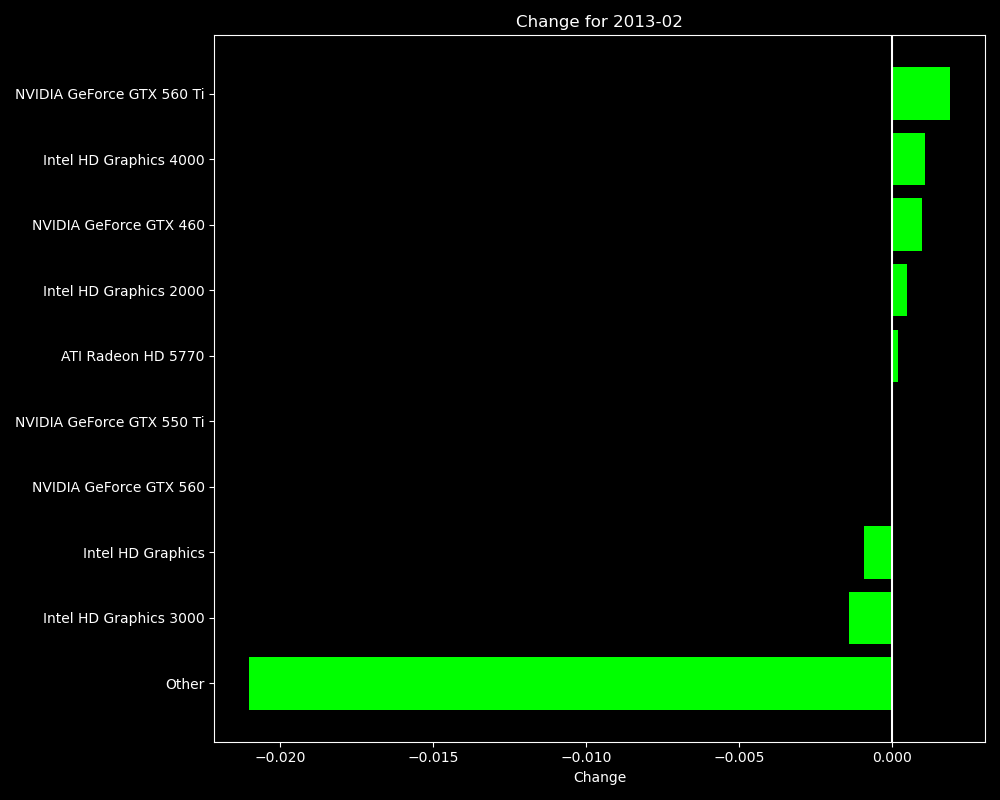 Change for 2013-02
NVIDIA GeForce GTX 560 Ti
Intel HD Graphics 4000
NVIDIA GeForce GTX 460
Intel HD Graphics 2000
ATI Radeon HD 5770
NVIDIA GeForce GTX 550 Ti
NVIDIA GeForce GTX 560
Intel HD Graphics
Intel HD Graphics 3000
Other
−0.020 −0.015 −0.010 −0.005 0.000
Change